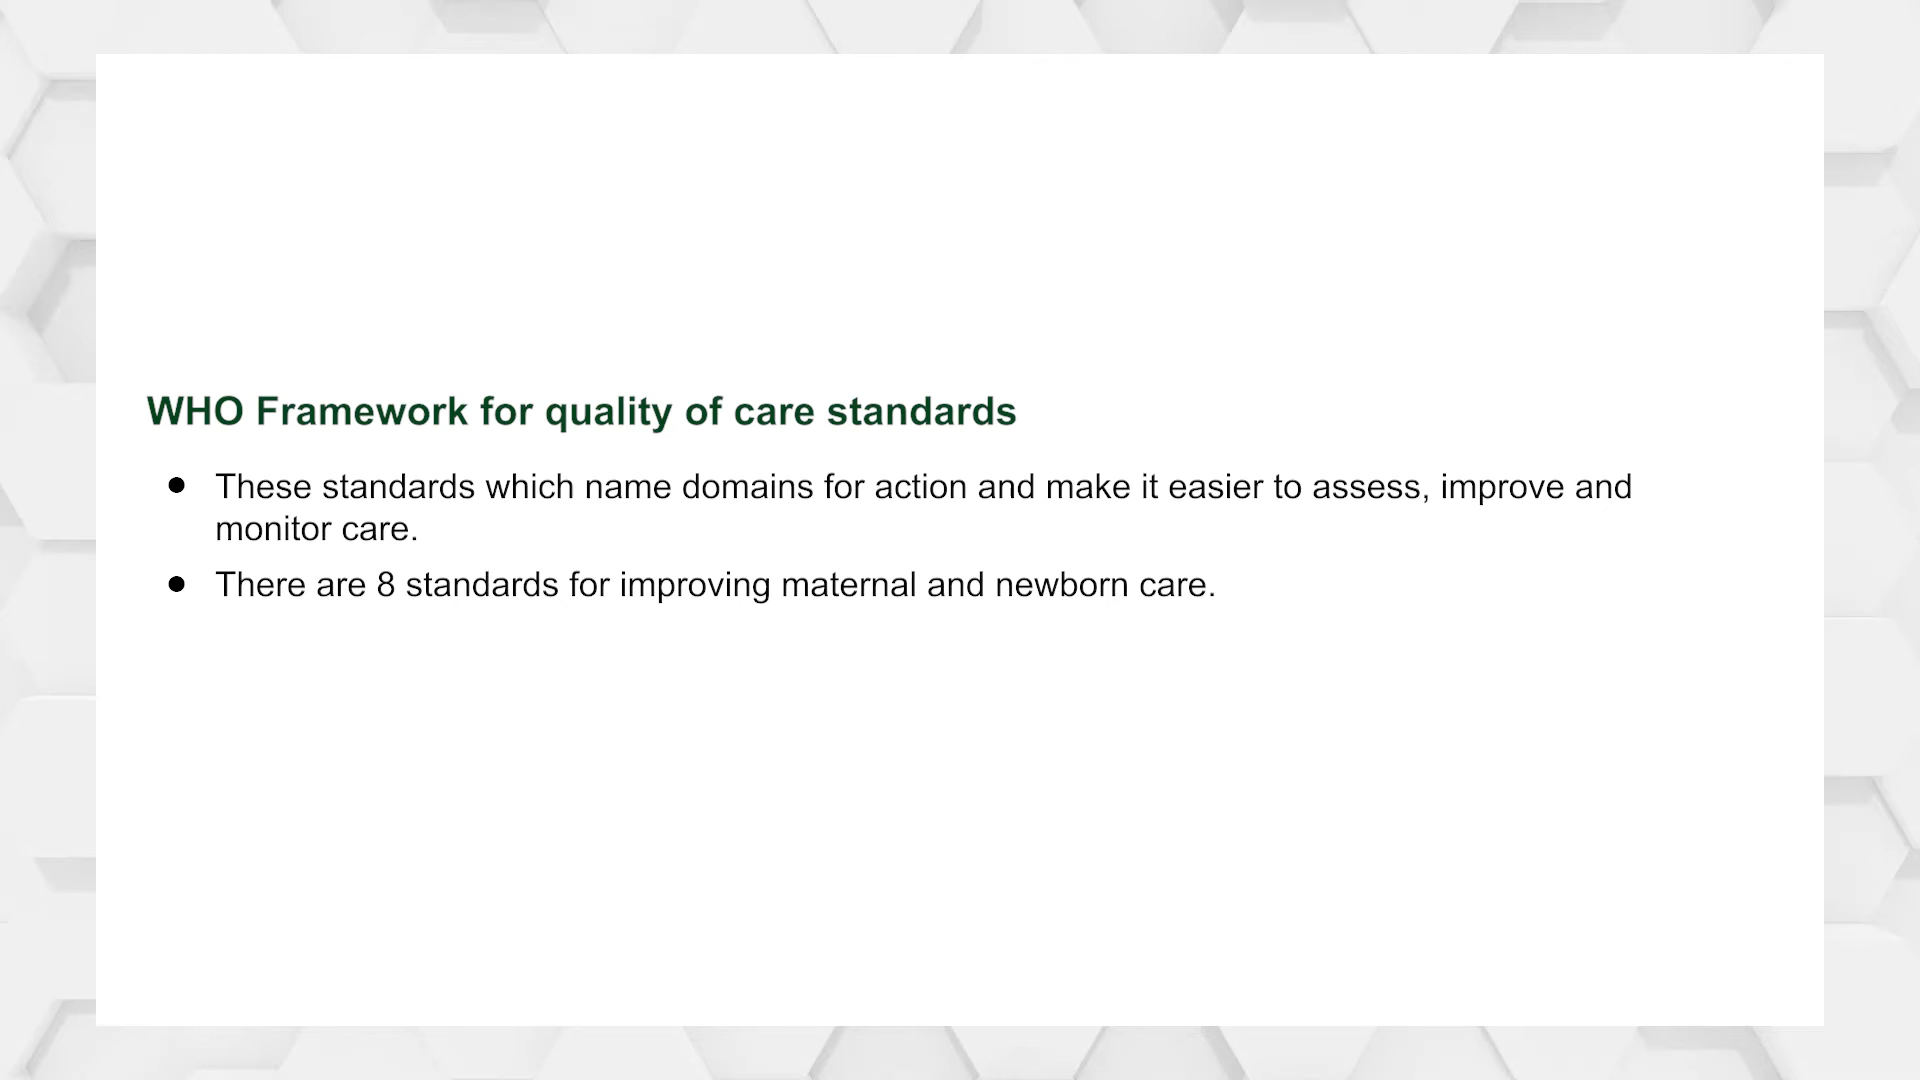 WHO Framework for quality of care standards
● These standards which name domains for action and make it easier to assess, improve and
monitor care.
● There are 8 standards for improving maternal and newborn care.